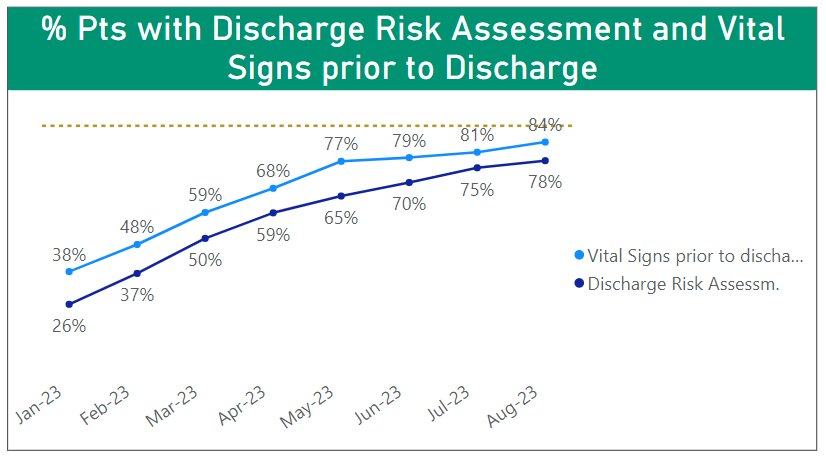 % Pts with Discharge Risk Assessment and Vital
Signs prior to Discharge
84%
81%
79%
77%
68%
59%
48%
38%
78%
75%
70%
65%
59%
50%
37%
26%
Vital Signs prior to discha...
Discharge Risk Assessm.
Jan-23
Feb-23
Mar-23
Apr-23
May-23
Jun-23
Jul-23
Aug-23